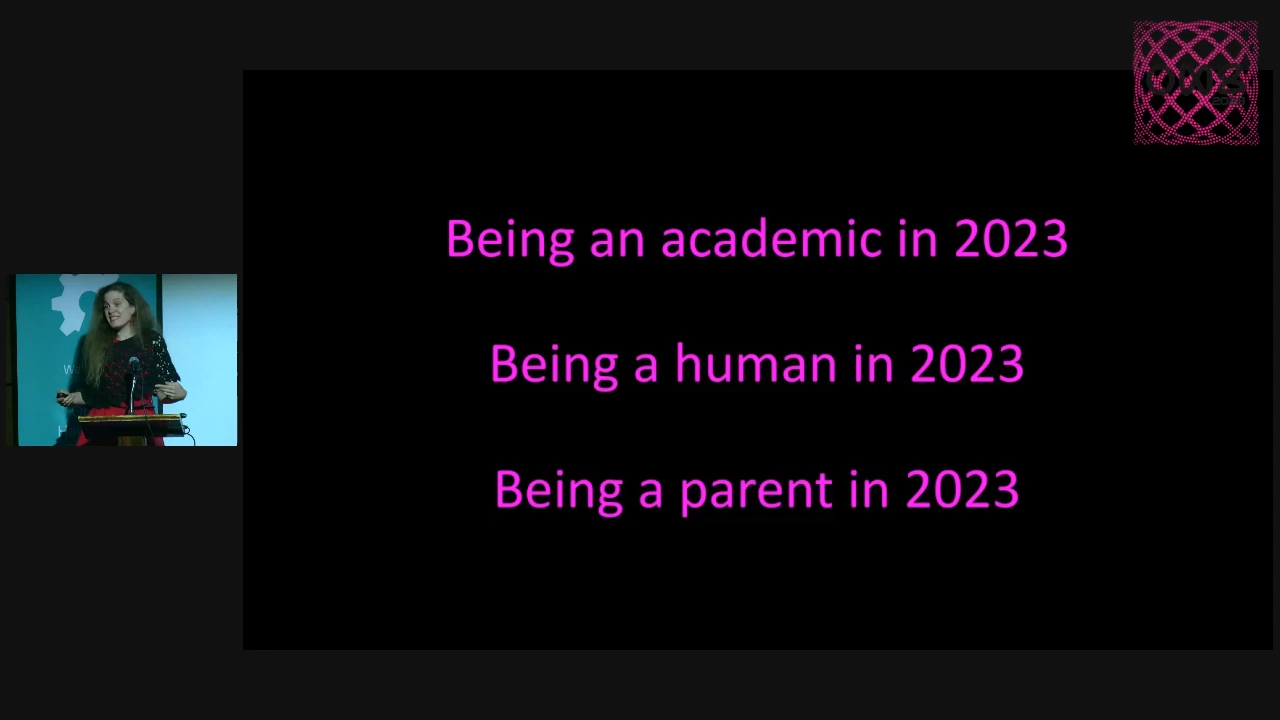 Being an academic in 2023
Being a human in 2023
Being a parent in 2023